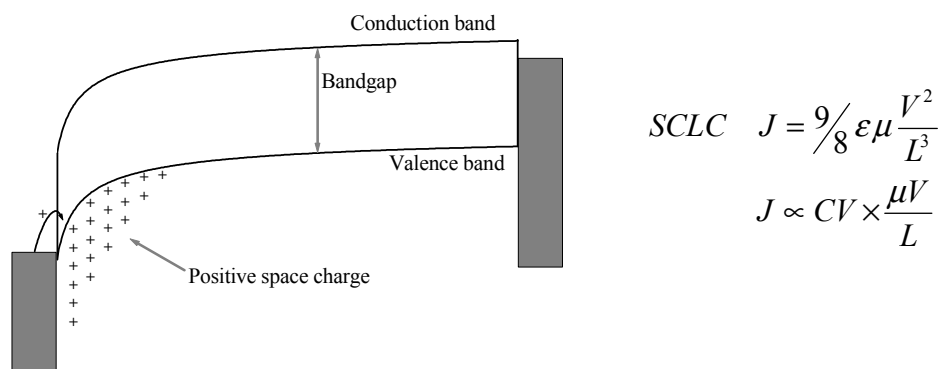 Conduction band
Bandgap
Valence band
+
+ + + + +
+ + + +
+ + + +
+ + +
+ +
+
+
Positive space charge
SCLC J = 9/8 εμ V²/L³
J ∝ CV × μV/L